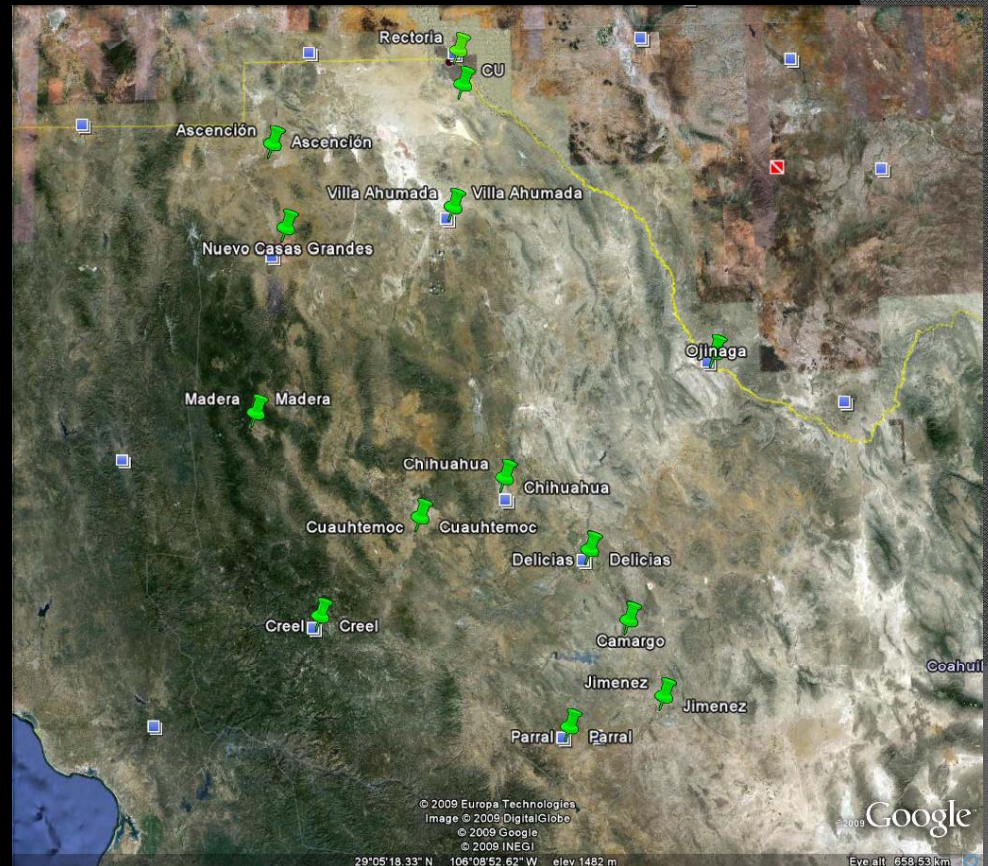 Rectoria
CU
Ascención Ascención
Villa Ahumada Villa Ahumada
Nuevo Casas Grandes
Ojinaga
Madera Madera
Chihuahua
Chihuahua
Cuauhtemoc Cuauhtemoc
Delicias Delicias
Creel Creel
Camargo
Coahuil
Jimenez
Jimenez
Parral Parral
© 2009 Europa Technologies
Image © 2009 DigitalGlobe
© 2009 Google
© 2009 INEGI
©2009 Google
29°05'18.33" N 106°08'52.62" W elev 1482 m Eye alt 658.53 km